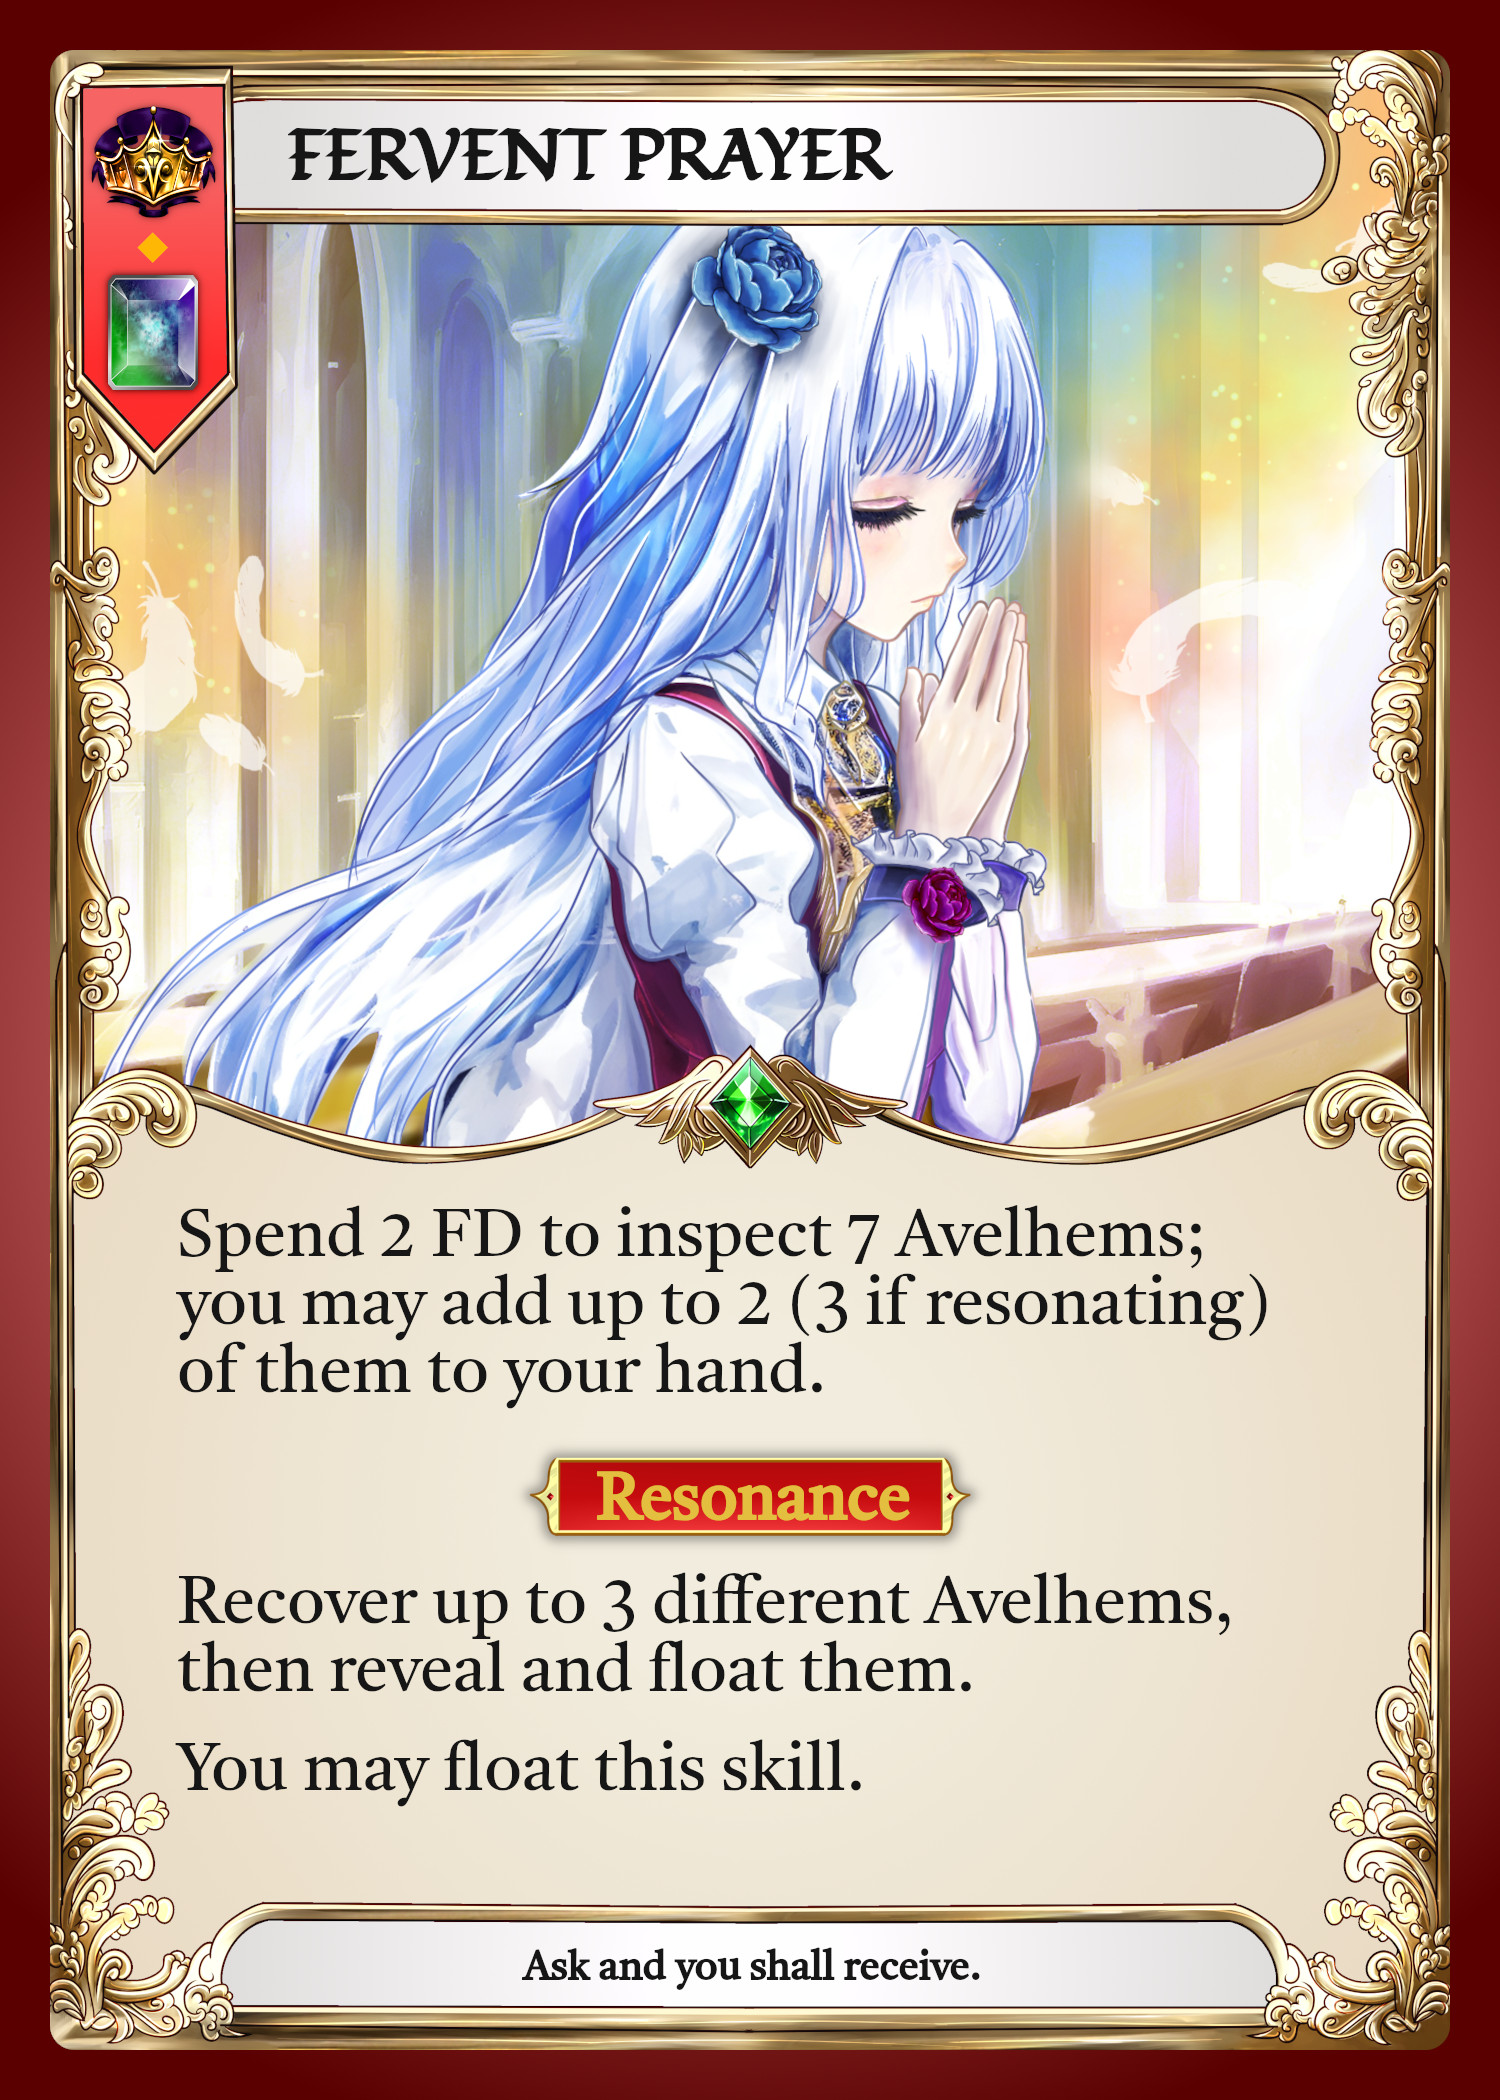 FERVENT PRAYER
Spend 2 FD to inspect 7 Avelhems;
you may add up to 2 (3 if resonating)
of them to your hand.
Resonance
Recover up to 3 different Avelhems,
then reveal and float them.
You may float this skill.
Ask and you shall receive.